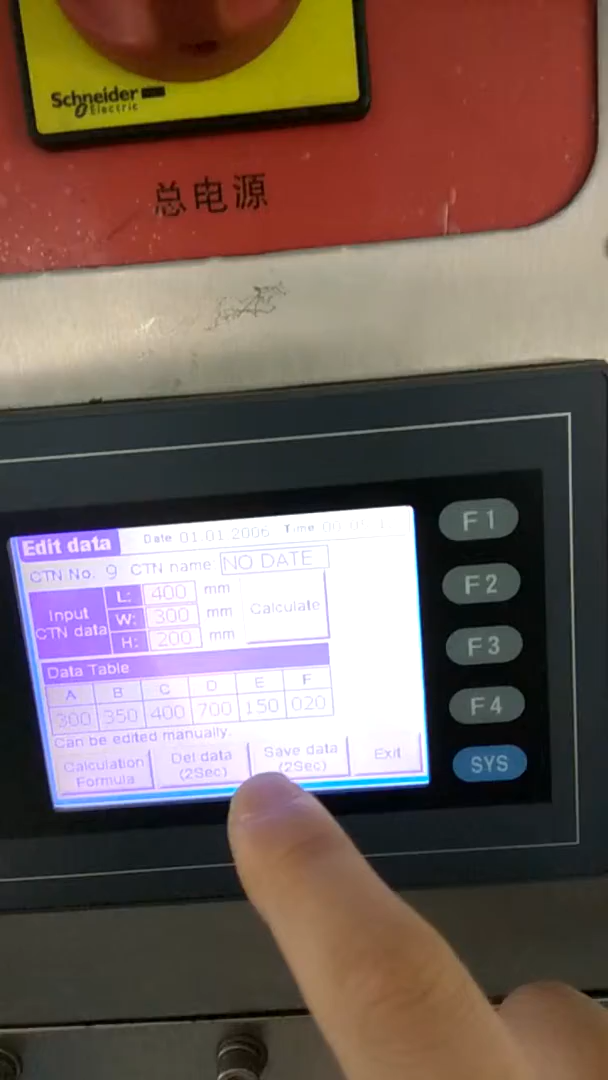 Schneider
Electric
总电源
Edit data Date 01 01 2006 Time
CTN No. 9 CTN name NO DATE
Input CTN data
L: 400 mm
W: 300 mm
H: 200 mm
Calculate
Data Table
A B C D E F
300 350 400 700 150 020
Can be edited manually.
Calculation Formula
Del data (2Sec)
Save data (2Sec)
Exit
F1
F2
F3
F4
SYS